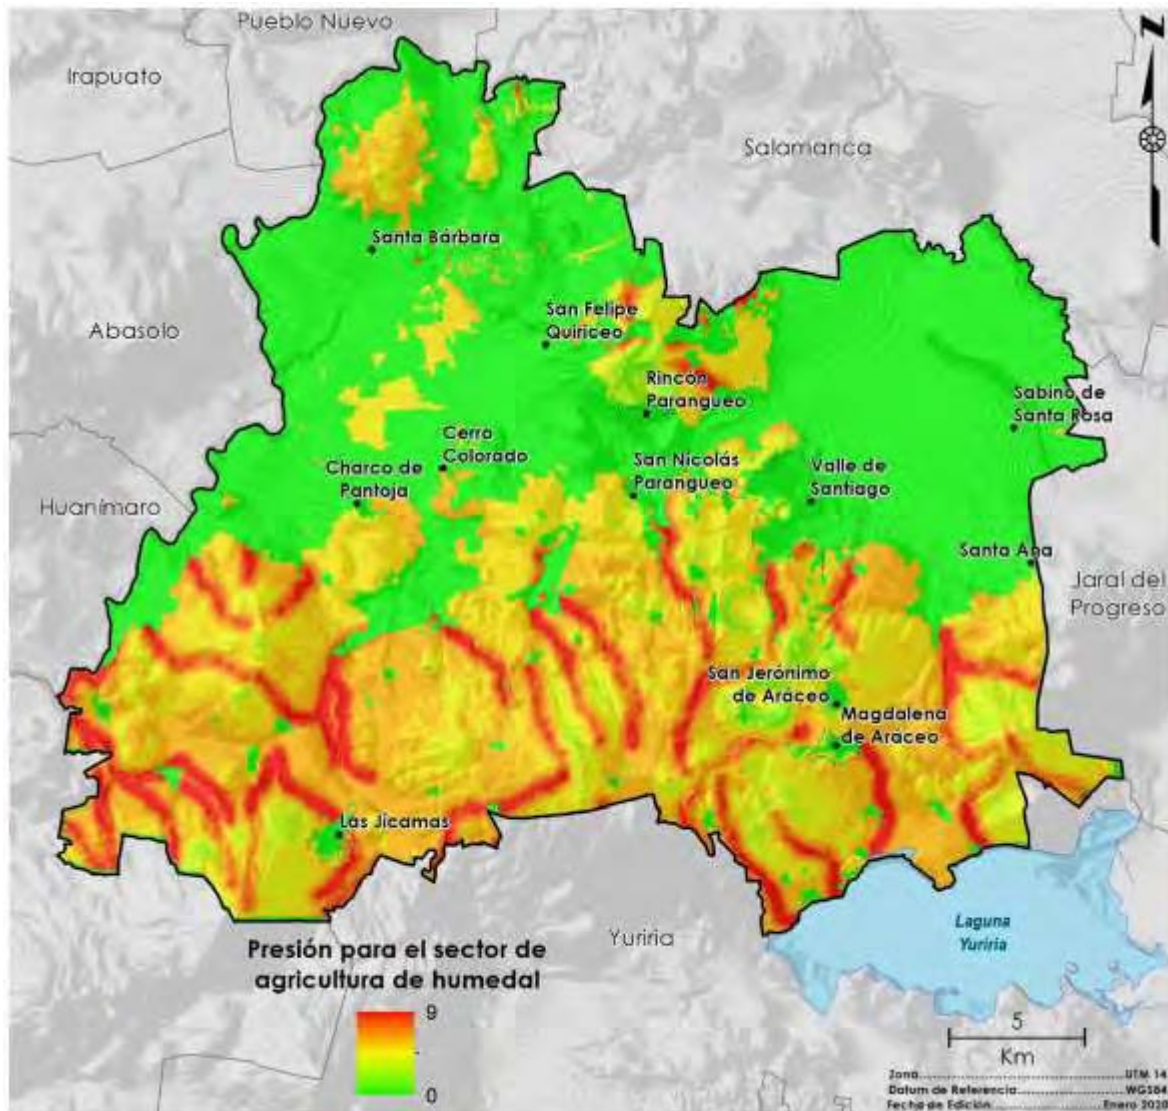 Pueblo Nuevo
Irapuato
Salamanca
Santa Bárbara
Abasolo
San Felipe
Quiriceo
Rincón
Parangueo
Sabino de
Santa Rosa
Cerro
Colorado
Charco de
Pantoja
San Nicolás
Parangueo
Valle de
Santiago
Huanímaro
Santa Ana
Jaral del
Progreso
San Jerónimo
de Aráceo
Magdalena
de Aráceo
Las Jícamas
Yuriria
Laguna
Yuriria
Presión para el sector de
agricultura de humedal
9
0
5
Km
Zona UTM 14
Datum de Referencia WGS84
Fecha de Edición Enero 2020
N